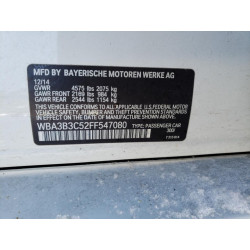 MFD BY BAYERISCHE MOTOREN WERKE AG
12/14
GVWR 4575 lbs 2075 kg
GAWR FRONT 2169 lbs 984 kg
GAWR REAR 2544 lbs 1154 kg
THIS VEHICLE CONFORMS TO ALL APPLICABLE FEDERAL MOTOR
VEHICLE SAFETY, BUMPER, AND THEFT PREVENTION
STANDARDS IN EFFECT ON THE DATE OF MANUFACTURE
SHOWN ABOVE.
WBA3B3C52FF547080 TYPE:PASSENGER CAR